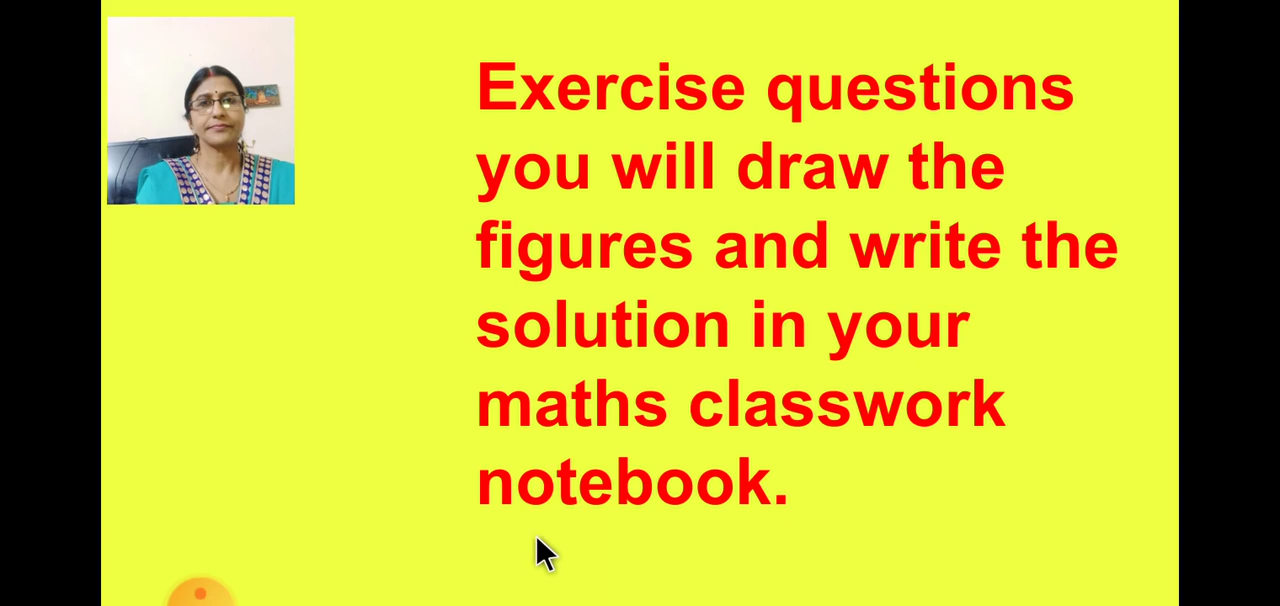 Exercise questions
you will draw the
figures and write the
solution in your
maths classwork
notebook.